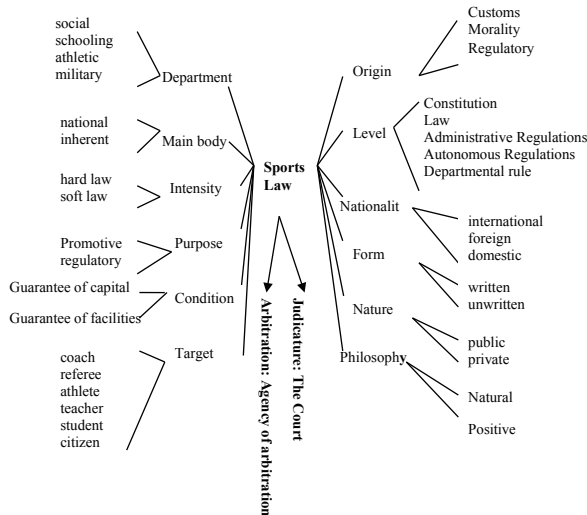 social
schooling
athletic
military
Department
national
inherent
Main body
hard law
soft law
Intensity
Promotive
regulatory
Purpose
Guarantee of capital
Guarantee of facilities
Condition
coach
referee
athlete
teacher
student
citizen
Target
Sports
Law
Arbitration: Agency of arbitration
Judicature: The Court
Origin
Customs
Morality
Regulatory
Level
Constitution
Law
Administrative Regulations
Autonomous Regulations
Departmental rule
Nationalit
international
foreign
domestic
Form
written
unwritten
Nature
public
private
Philosophy
Natural
Positive